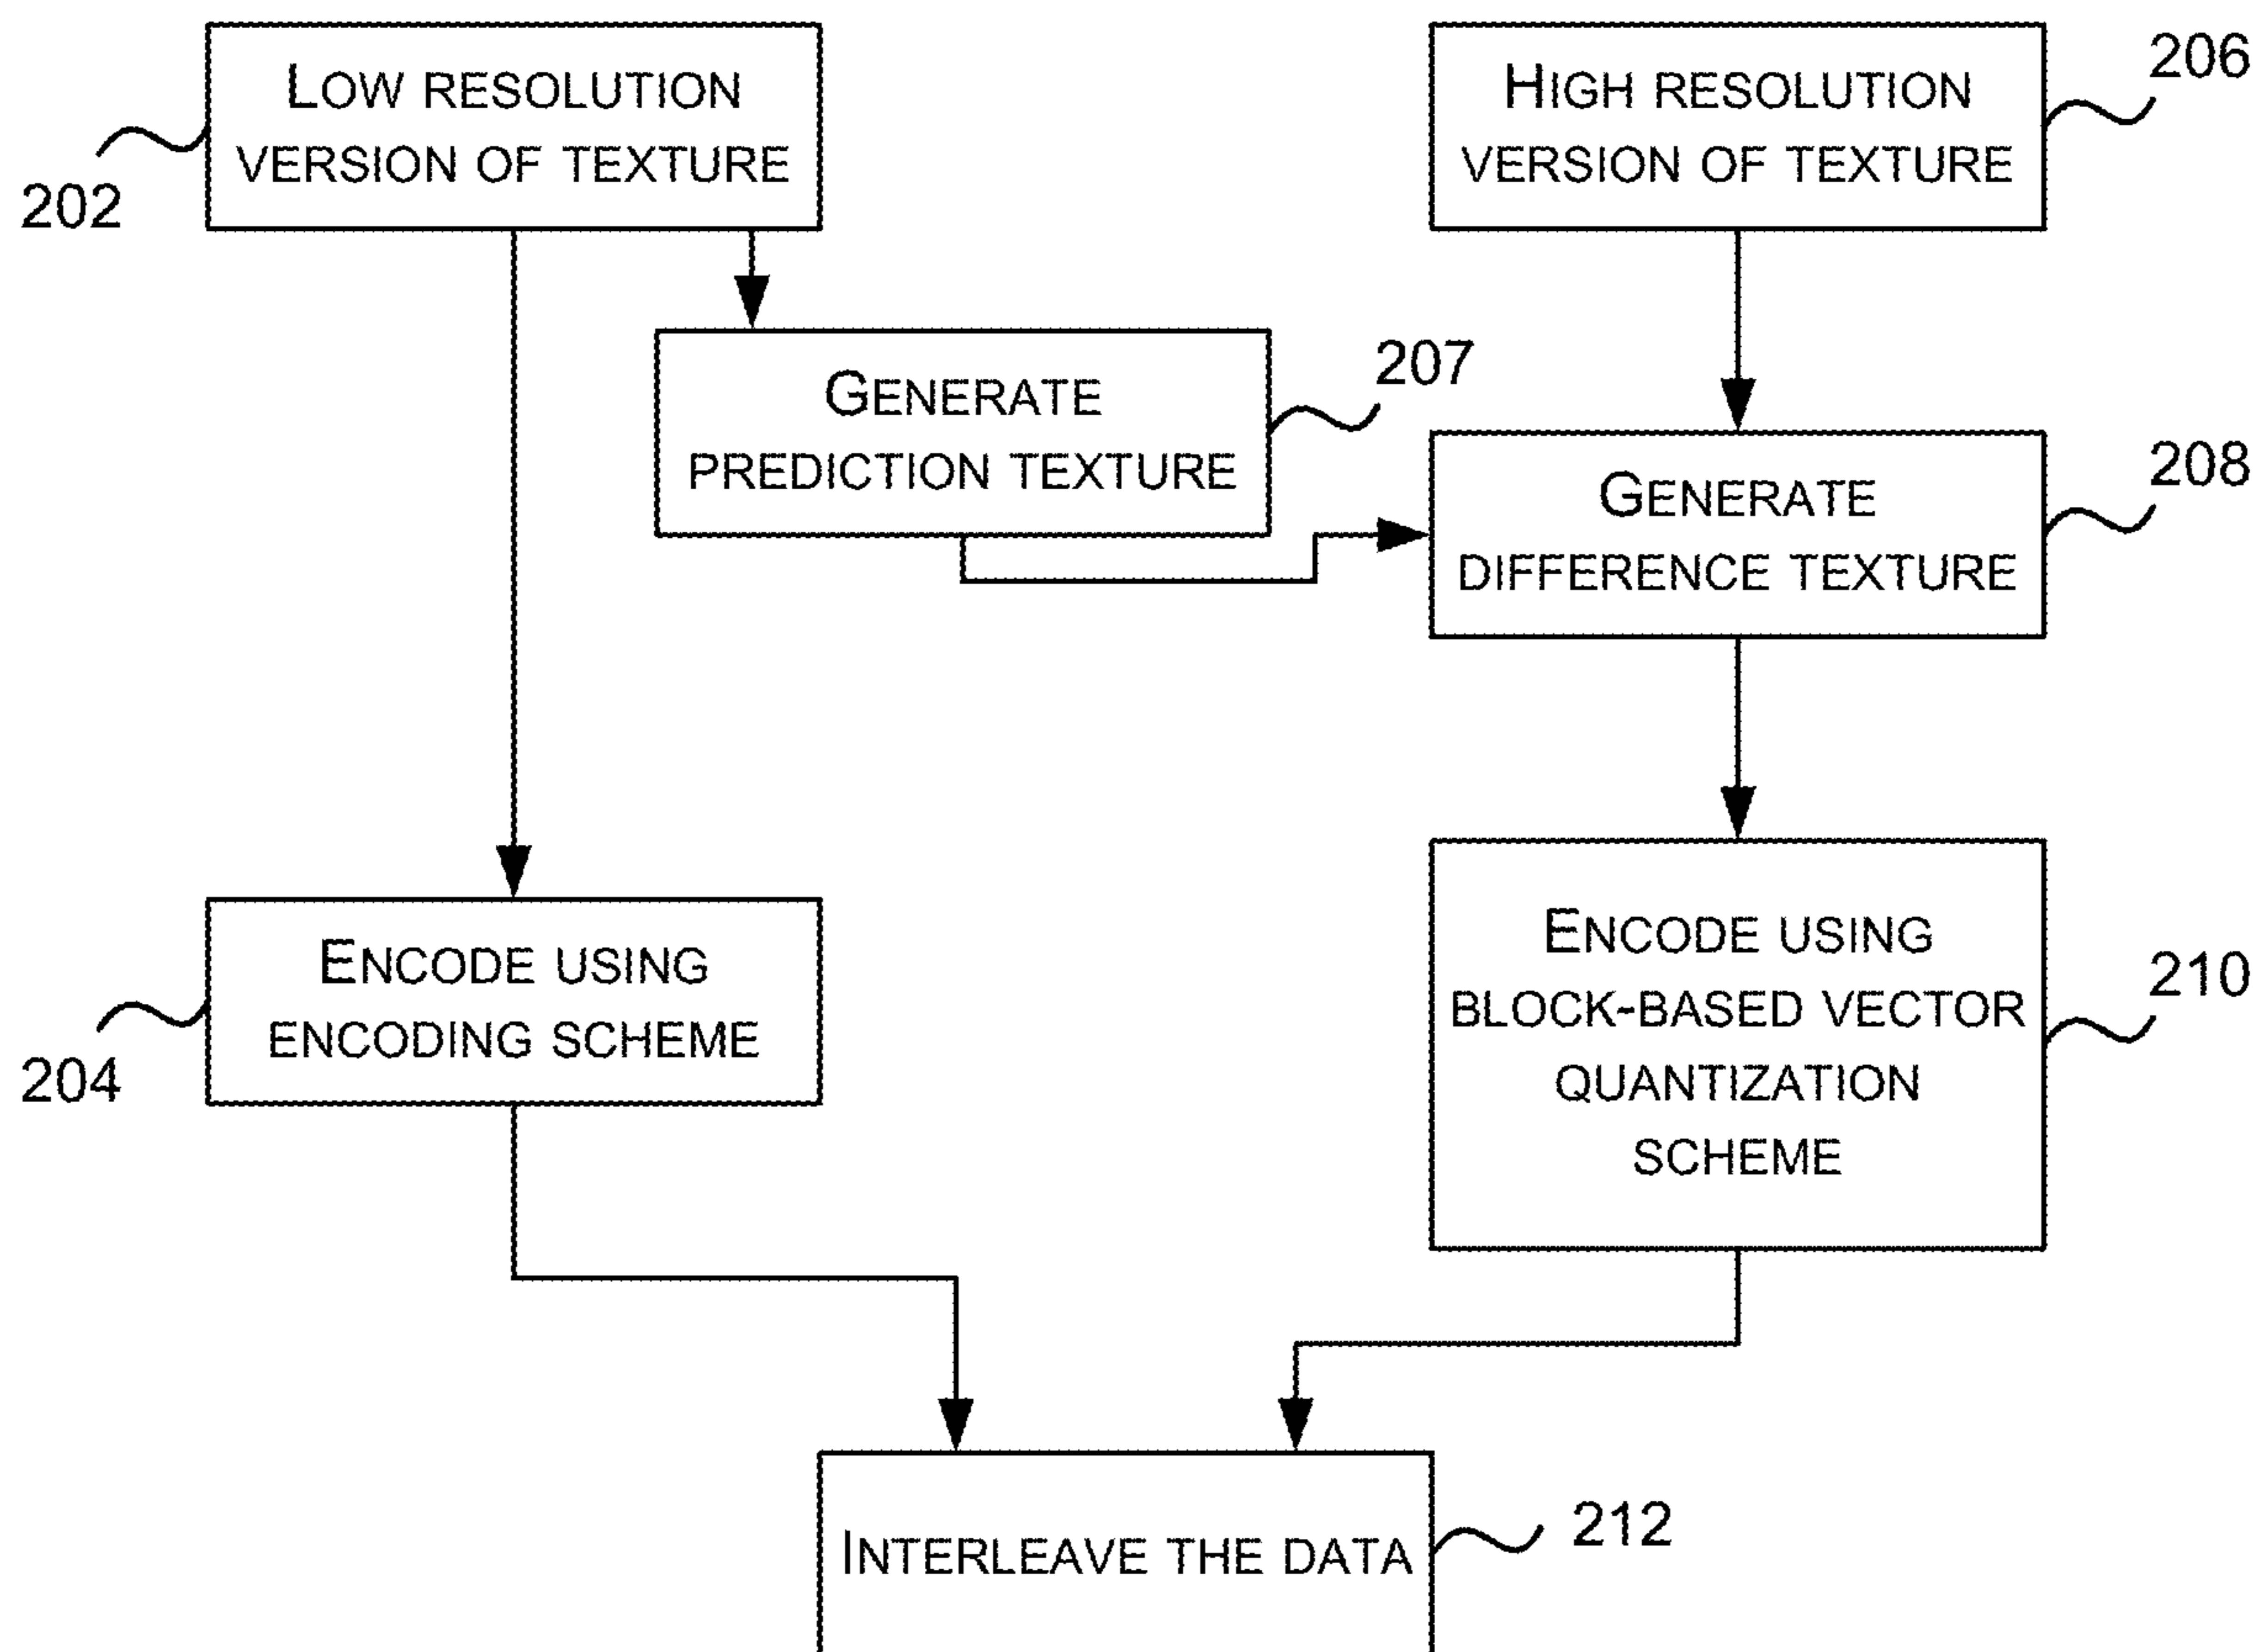 LOW RESOLUTION
VERSION OF TEXTURE
202
HIGH RESOLUTION
VERSION OF TEXTURE
206
GENERATE
PREDICTION TEXTURE
207
GENERATE
DIFFERENCE TEXTURE
208
ENCODE USING
ENCODING SCHEME
204
ENCODE USING
BLOCK-BASED VECTOR
QUANTIZATION
SCHEME
210
INTERLEAVE THE DATA
212